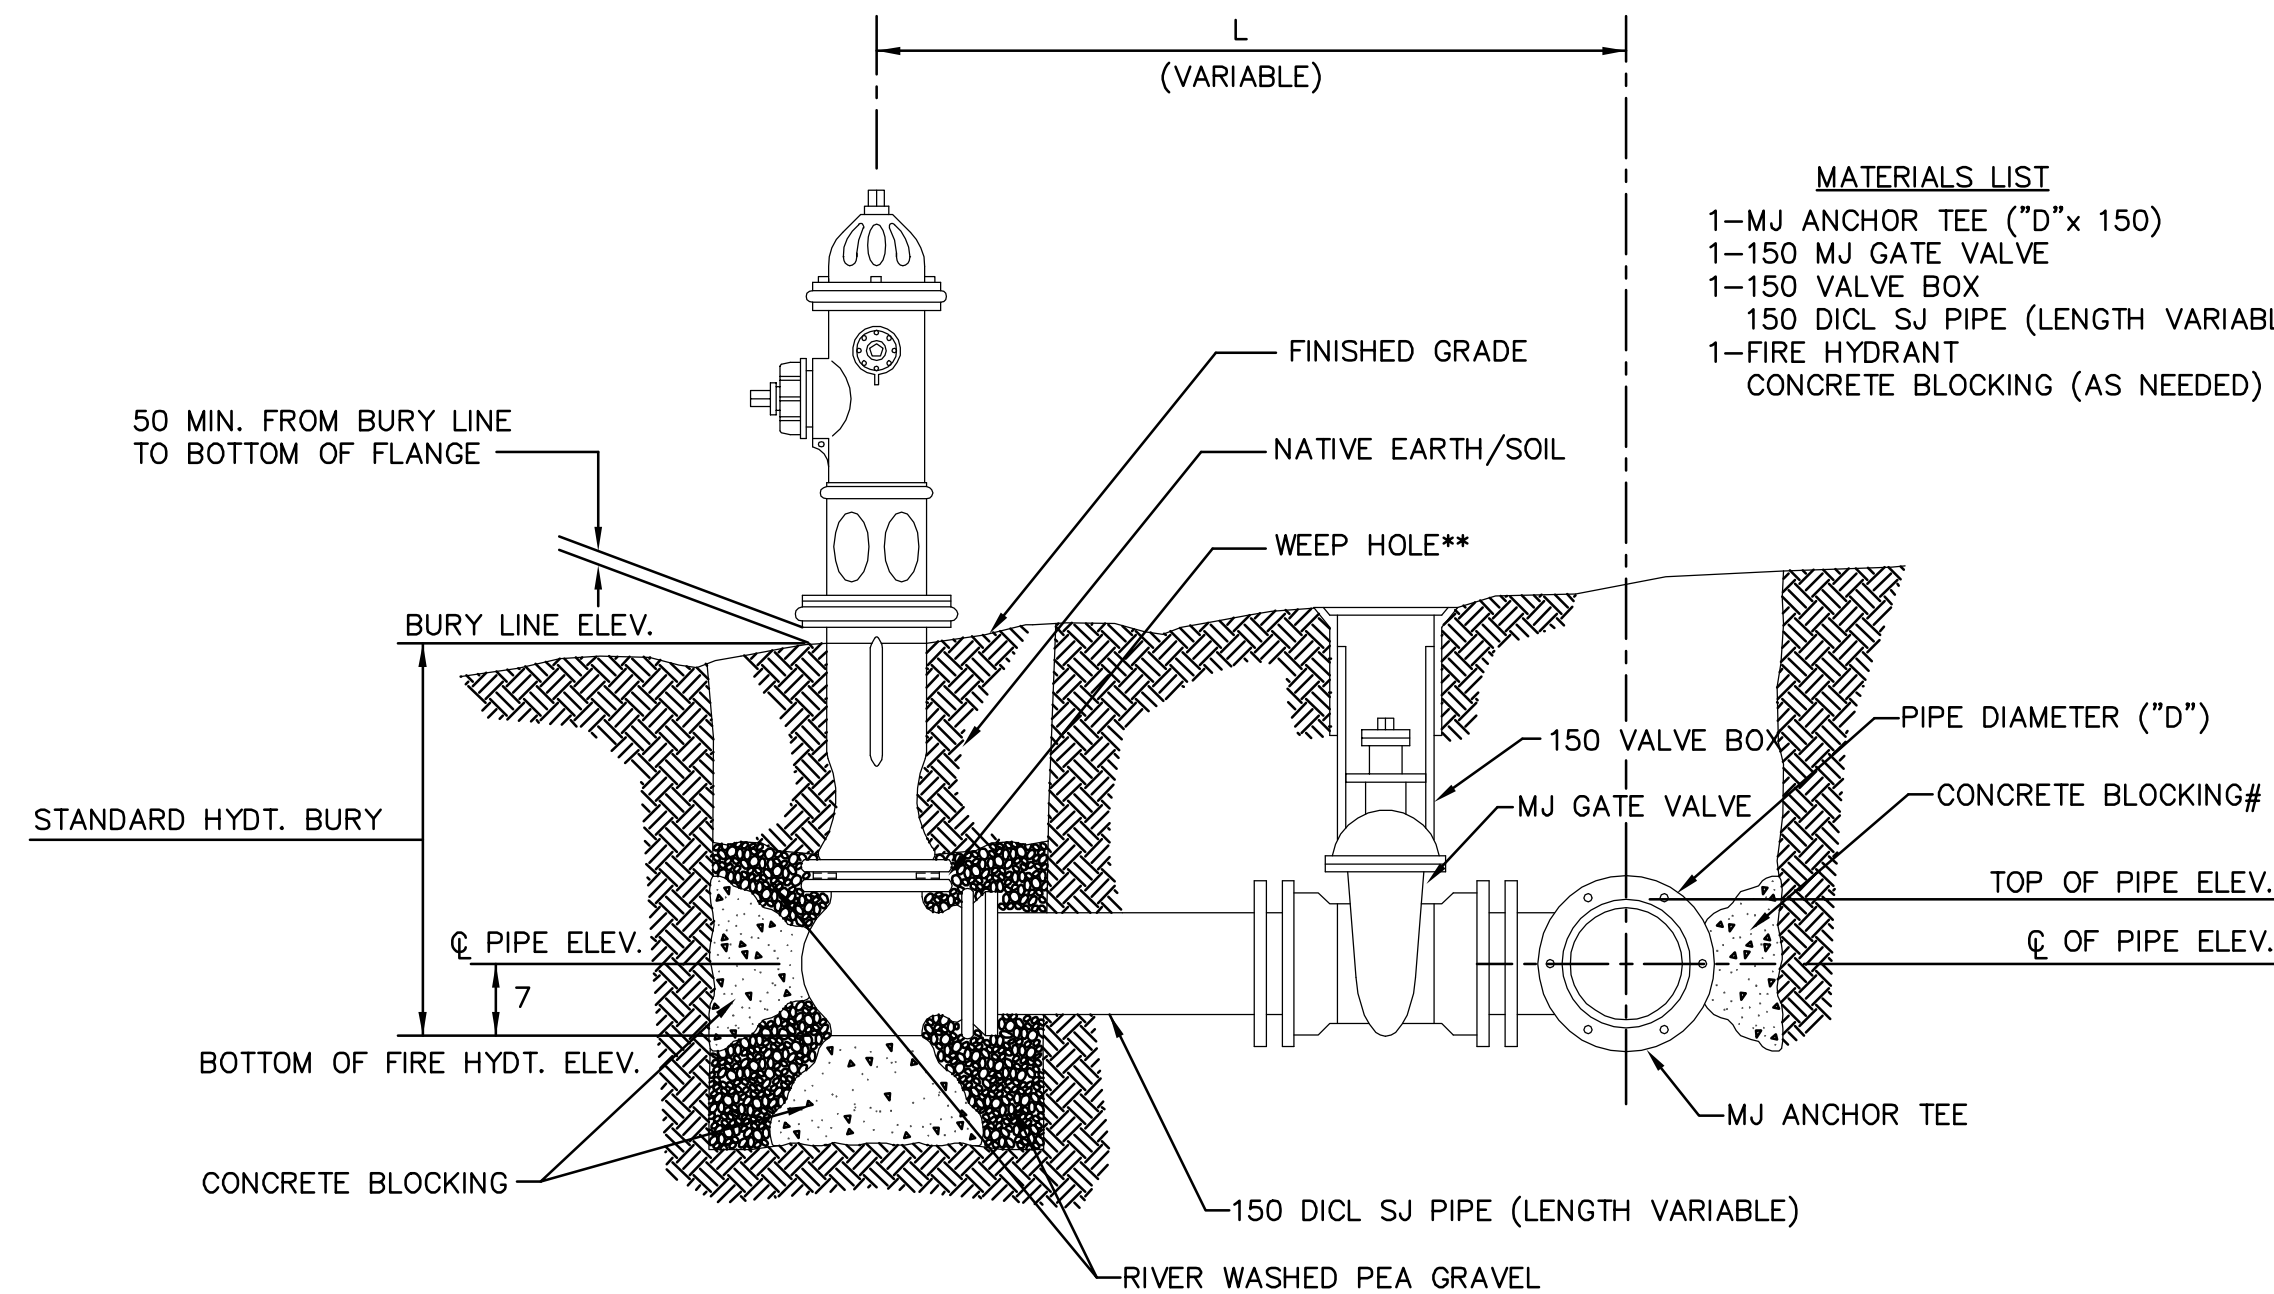 L
(VARIABLE)
MATERIALS LIST
1-MJ ANCHOR TEE ("D"x 150)
1-150 MJ GATE VALVE
1-150 VALVE BOX
150 DICL SJ PIPE (LENGTH VARIABL
1-FIRE HYDRANT
CONCRETE BLOCKING (AS NEEDED)
FINISHED GRADE
50 MIN. FROM BURY LINE
TO BOTTOM OF FLANGE
NATIVE EARTH/SOIL
WEEP HOLE**
BURY LINE ELEV.
PIPE DIAMETER ("D")
150 VALVE BOX
CONCRETE BLOCKING#
MJ GATE VALVE
STANDARD HYDT. BURY
TOP OF PIPE ELEV.
℄ PIPE ELEV.
℄ OF PIPE ELEV.
7
BOTTOM OF FIRE HYDT. ELEV.
MJ ANCHOR TEE
CONCRETE BLOCKING
150 DICL SJ PIPE (LENGTH VARIABLE)
RIVER WASHED PEA GRAVEL